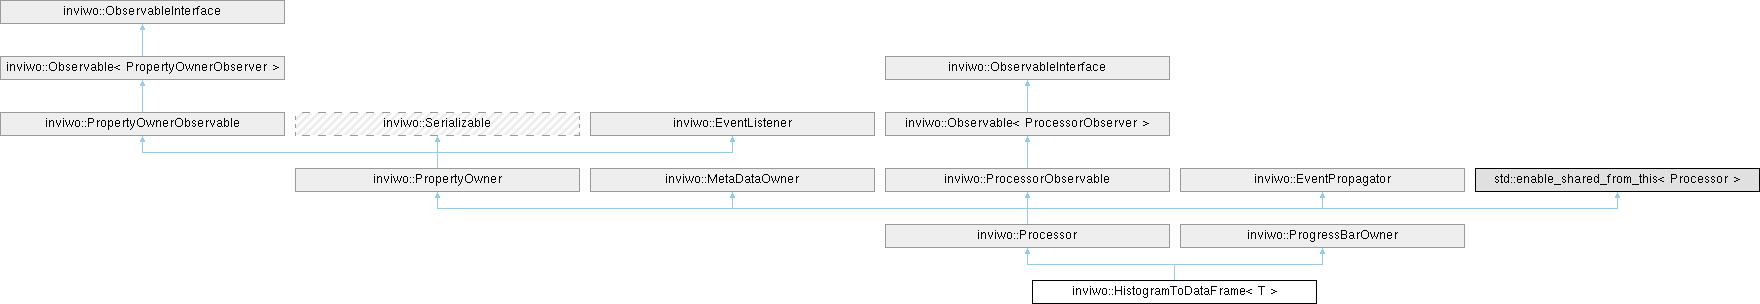 inviwo::ObservableInterface
inviwo::Observable< PropertyOwnerObserver >
inviwo::ObservableInterface
inviwo::PropertyOwnerObservable
inviwo::Serializable
inviwo::EventListener
inviwo::Observable< ProcessorObserver >
inviwo::PropertyOwner
inviwo::MetaDataOwner
inviwo::ProcessorObservable
inviwo::EventPropagator
std::enable_shared_from_this< Processor >
inviwo::Processor
inviwo::ProgressBarOwner
inviwo::HistogramToDataFrame< T >